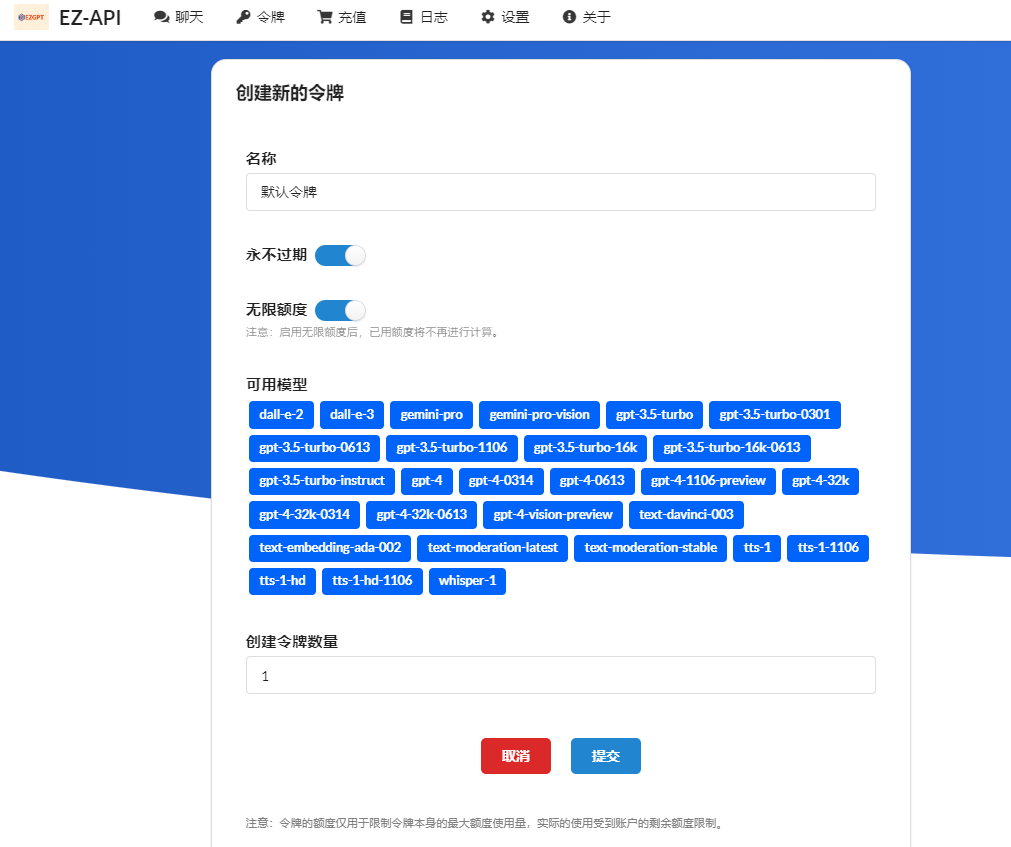 EZGPT EZ-API 聊天 令牌 充值 日志 设置 关于
创建新的令牌
名称
默认令牌
永不过期
无限额度
注意：启用无限额度后，已用额度将不再进行计算。
可用模型
dall-e-2 dall-e-3 gemini-pro gemini-pro-vision gpt-3.5-turbo gpt-3.5-turbo-0301
gpt-3.5-turbo-0613 gpt-3.5-turbo-1106 gpt-3.5-turbo-16k gpt-3.5-turbo-16k-0613
gpt-3.5-turbo-instruct gpt-4 gpt-4-0314 gpt-4-0613 gpt-4-1106-preview gpt-4-32k
gpt-4-32k-0314 gpt-4-32k-0613 gpt-4-vision-preview text-davinci-003
text-embedding-ada-002 text-moderation-latest text-moderation-stable tts-1 tts-1-1106
tts-1-hd tts-1-hd-1106 whisper-1
创建令牌数量
1
取消 提交
注意：令牌的额度仅用于限制令牌本身的最大额度使用量，实际的使用受到账户的剩余额度限制。